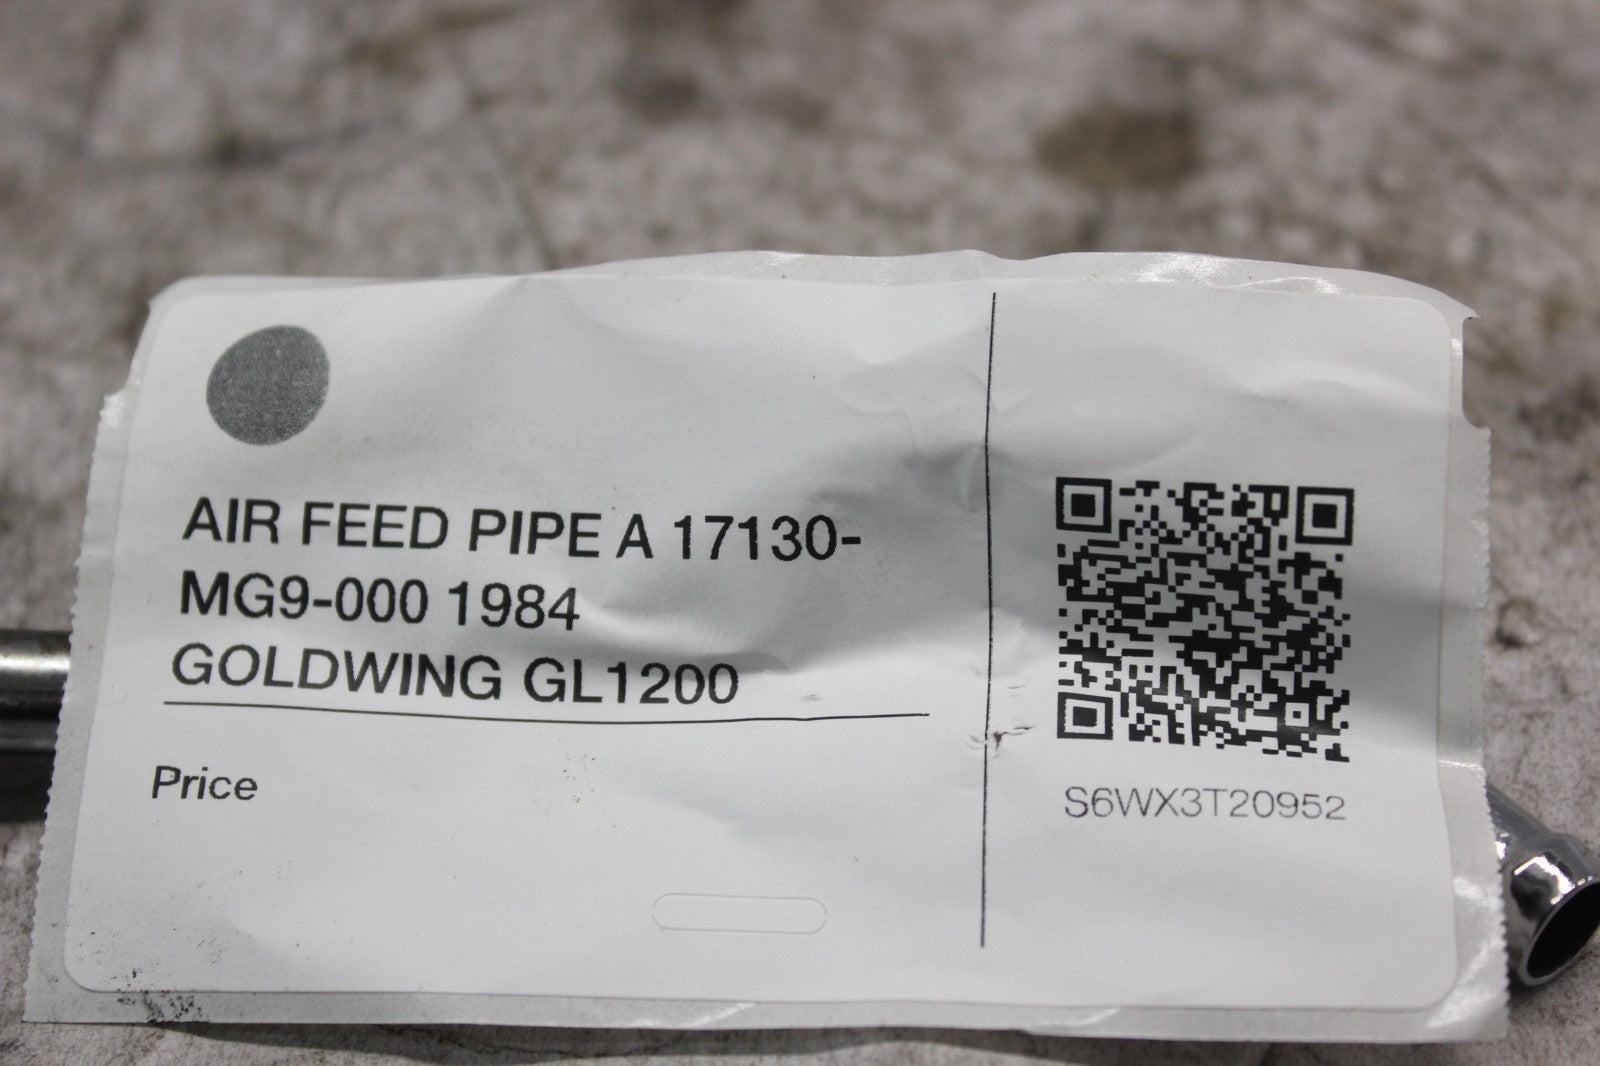 AIR FEED PIPE A 17130-
MG9-000 1984
GOLDWING GL1200
Price
S6WX3T20952